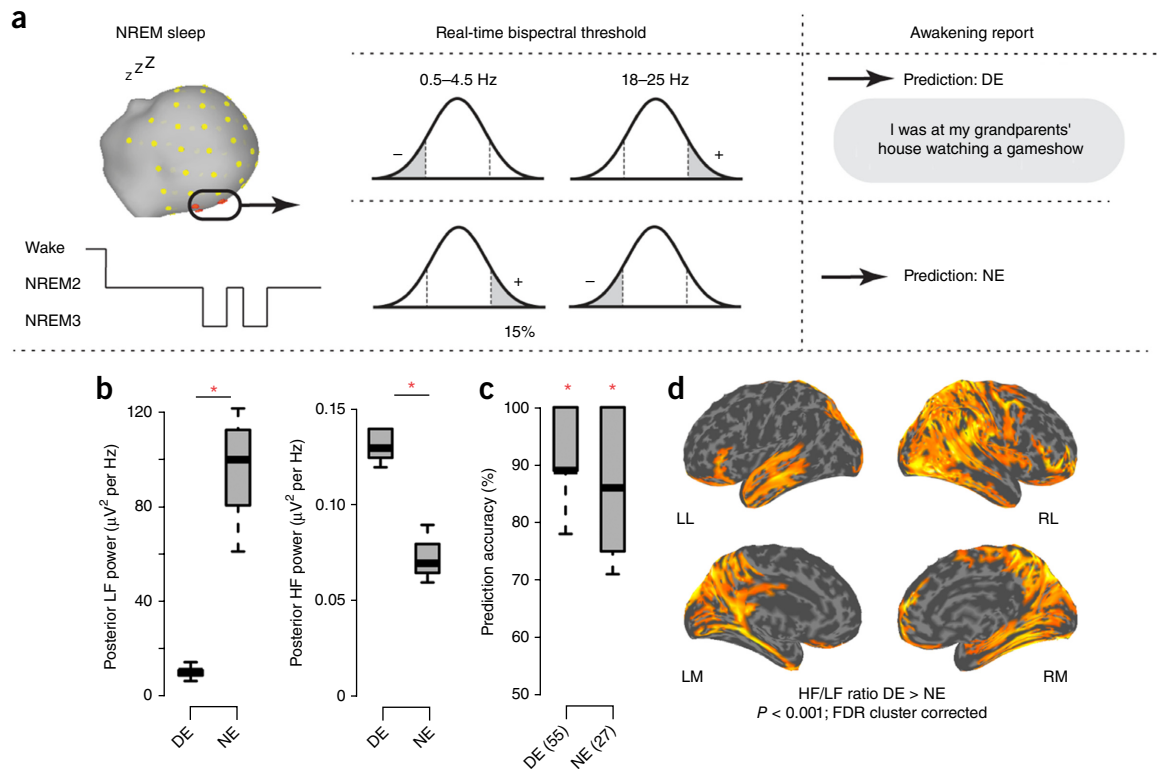 a
NREM sleep
Real-time bispectral threshold
Awakening report
z z Z
0.5–4.5 Hz
18–25 Hz
Prediction: DE
I was at my grandparents'
house watching a gameshow
–
+
Wake
NREM2
NREM3
+
–
15%
Prediction: NE
b
*
Posterior LF power (µV² per Hz)
120
80
40
0
DE
NE
*
Posterior HF power (µV² per Hz)
0.15
0.10
0.05
0
DE
NE
c
*
*
Prediction accuracy (%)
100
90
80
70
60
50
DE (55)
NE (27)
d
LL
RL
LM
RM
HF/LF ratio DE > NE
P < 0.001; FDR cluster corrected